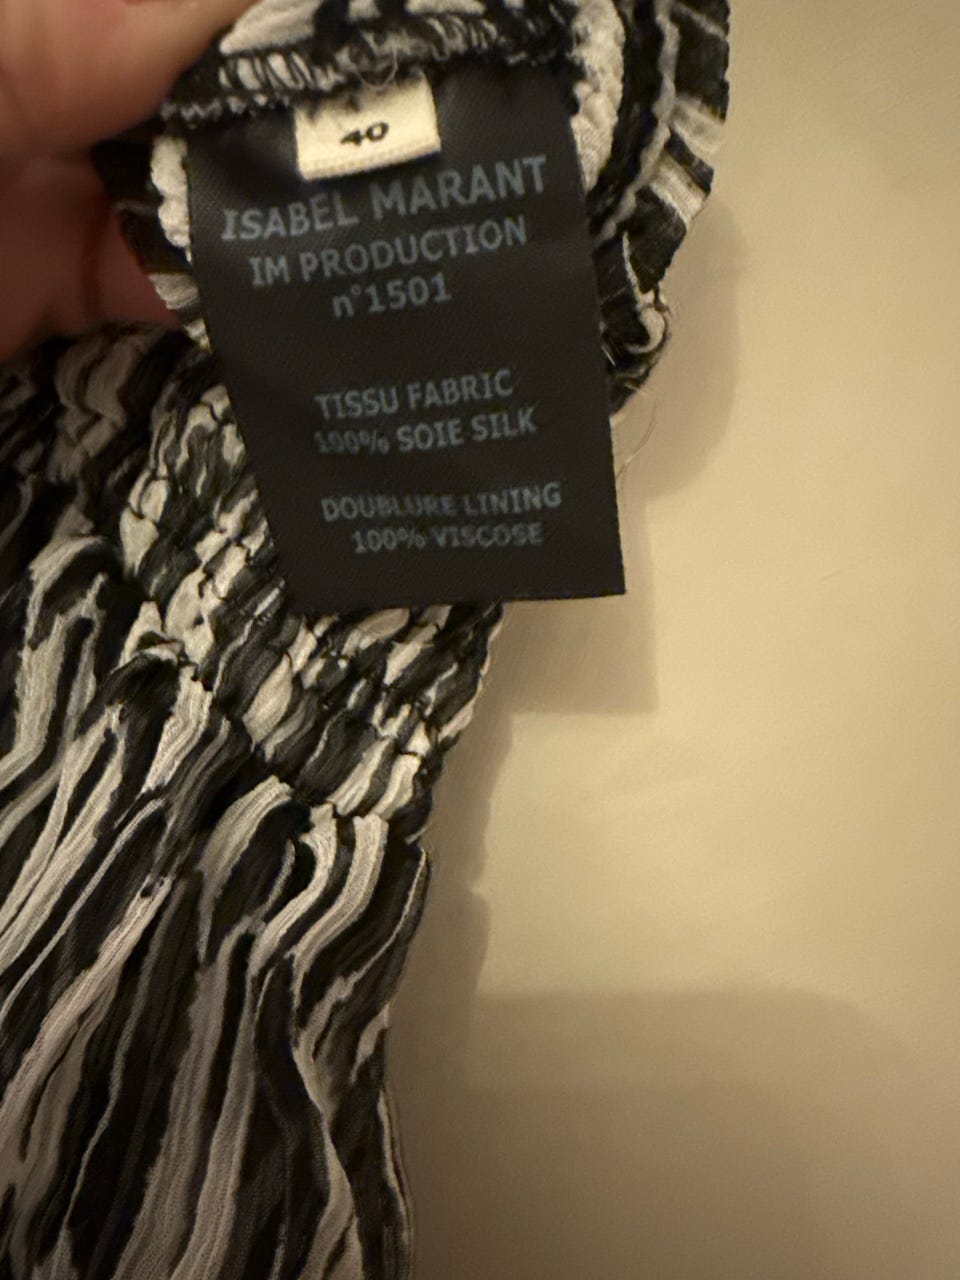 40
ISABEL MARANT
IM PRODUCTION
n°1501
TISSU FABRIC
100% SOIE SILK
DOUBLURE LINING
100% VISCOSE